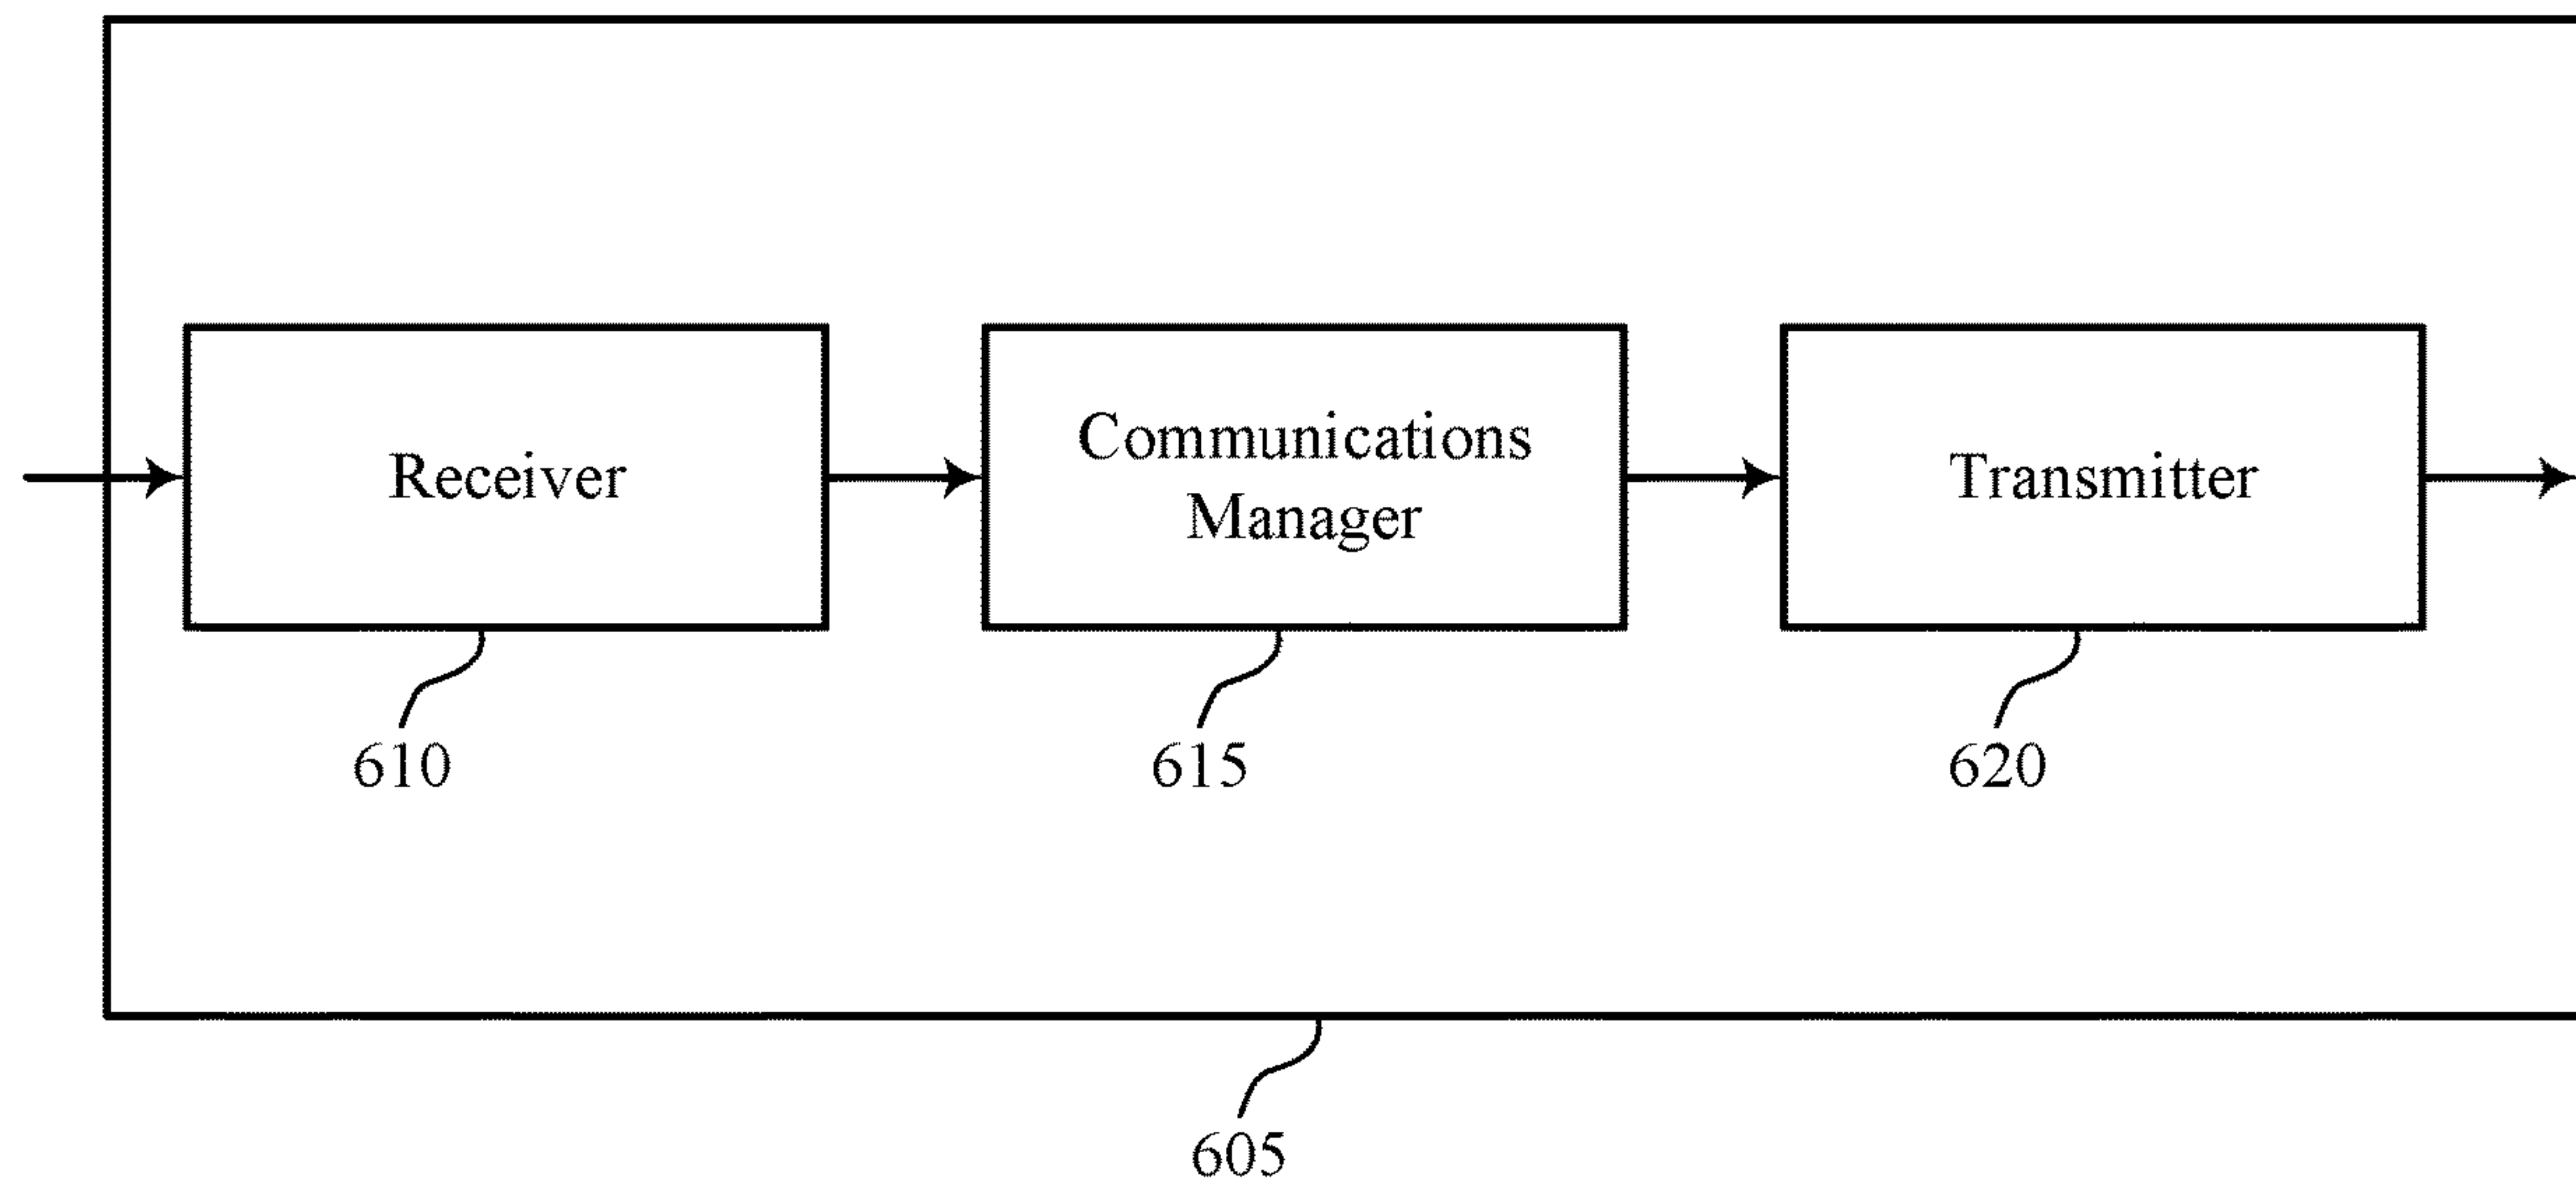 Receiver
Communications
Manager
Transmitter
610
615
620
605